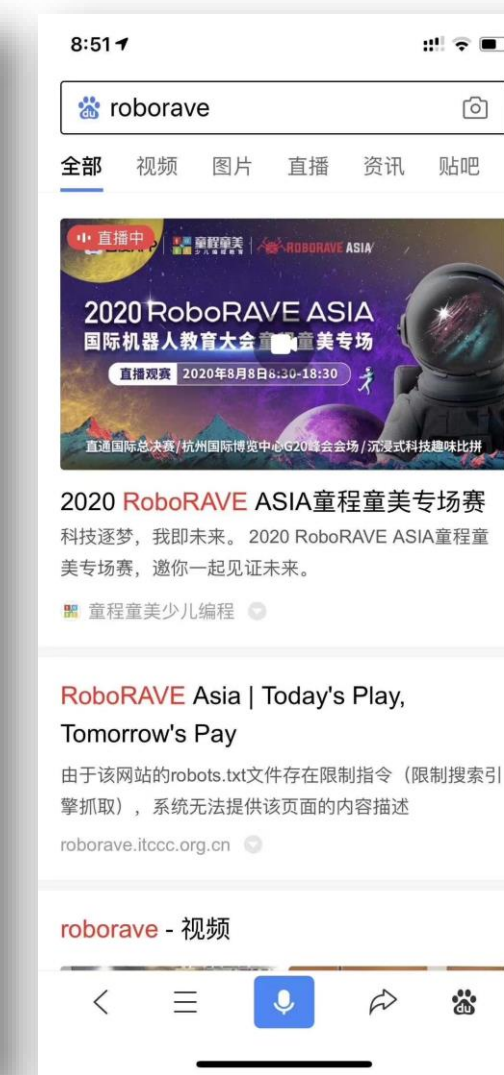 8:51
roborave
全部 视频 图片 直播 资讯 贴吧
直播中
童程童美 ROBORAVE ASIA
少儿编程教育
2020 RoboRAVE ASIA
国际机器人教育大会童程童美专场
直播观赛 2020年8月8日8:30-18:30
直通国际总决赛/杭州国际博览中心G20峰会会场/沉浸式科技趣味比拼
2020 RoboRAVE ASIA童程童美专场赛
科技逐梦，我即未来。 2020 RoboRAVE ASIA童程童
美专场赛，邀你一起见证未来。
童程童美少儿编程
RoboRAVE Asia | Today's Play,
Tomorrow's Pay
由于该网站的robots.txt文件存在限制指令（限制搜索引
擎抓取），系统无法提供该页面的内容描述
roborave.itccc.org.cn
roborave - 视频
du